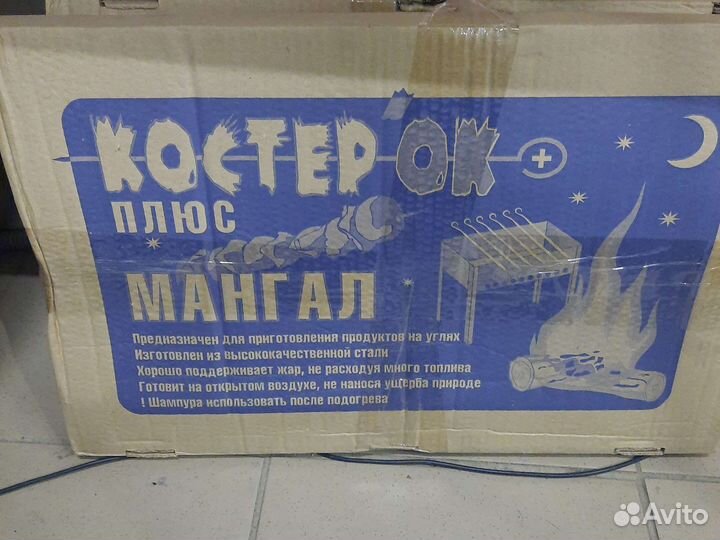 КОСТЕР'ОК +
ПЛЮС
МАНГАЛ
Предназначен для приготовления продуктов на углях
Изготовлен из высококачественной стали
Хорошо поддерживает жар, не расходуя много топлива
Готовит на открытом воздухе, не нанося ущерба природе
! Шампура использовать после подогрева
Avito